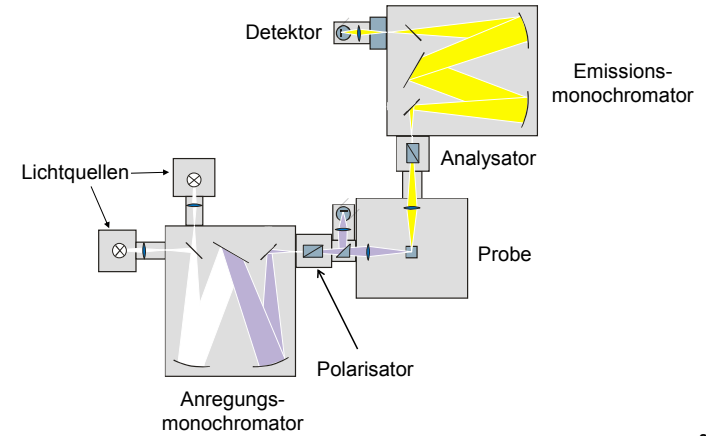 Detektor
Emissions-
monochromator
Analysator
Lichtquellen
Probe
Polarisator
Anregungs-
monochromator